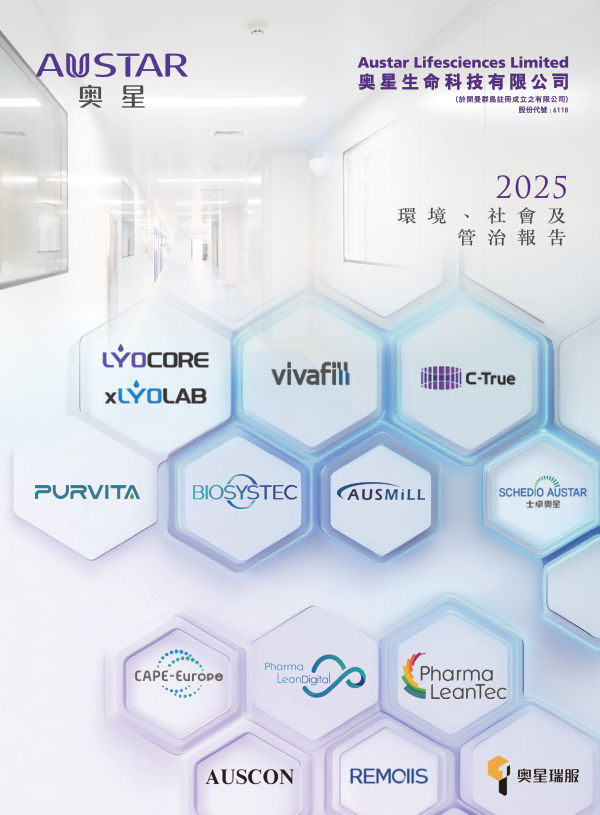 AUSTAR
奧星
Austar Lifesciences Limited
奧星生命科技有限公司
(於開曼群島註冊成立之有限公司)
股份代號 : 6118
2025
環境、社會及
管治報告
LYOCORE
xLYOLAB
vivafill
C-True
PURVITA
BIOSYSTEC
AUSMiLL
SCHEDiO AUSTAR
士卓奧星
CAPE-Europe
Pharma
LeanDigital
Pharma
LeanTec
AUSCON
REMOIIS
奧星瑞服